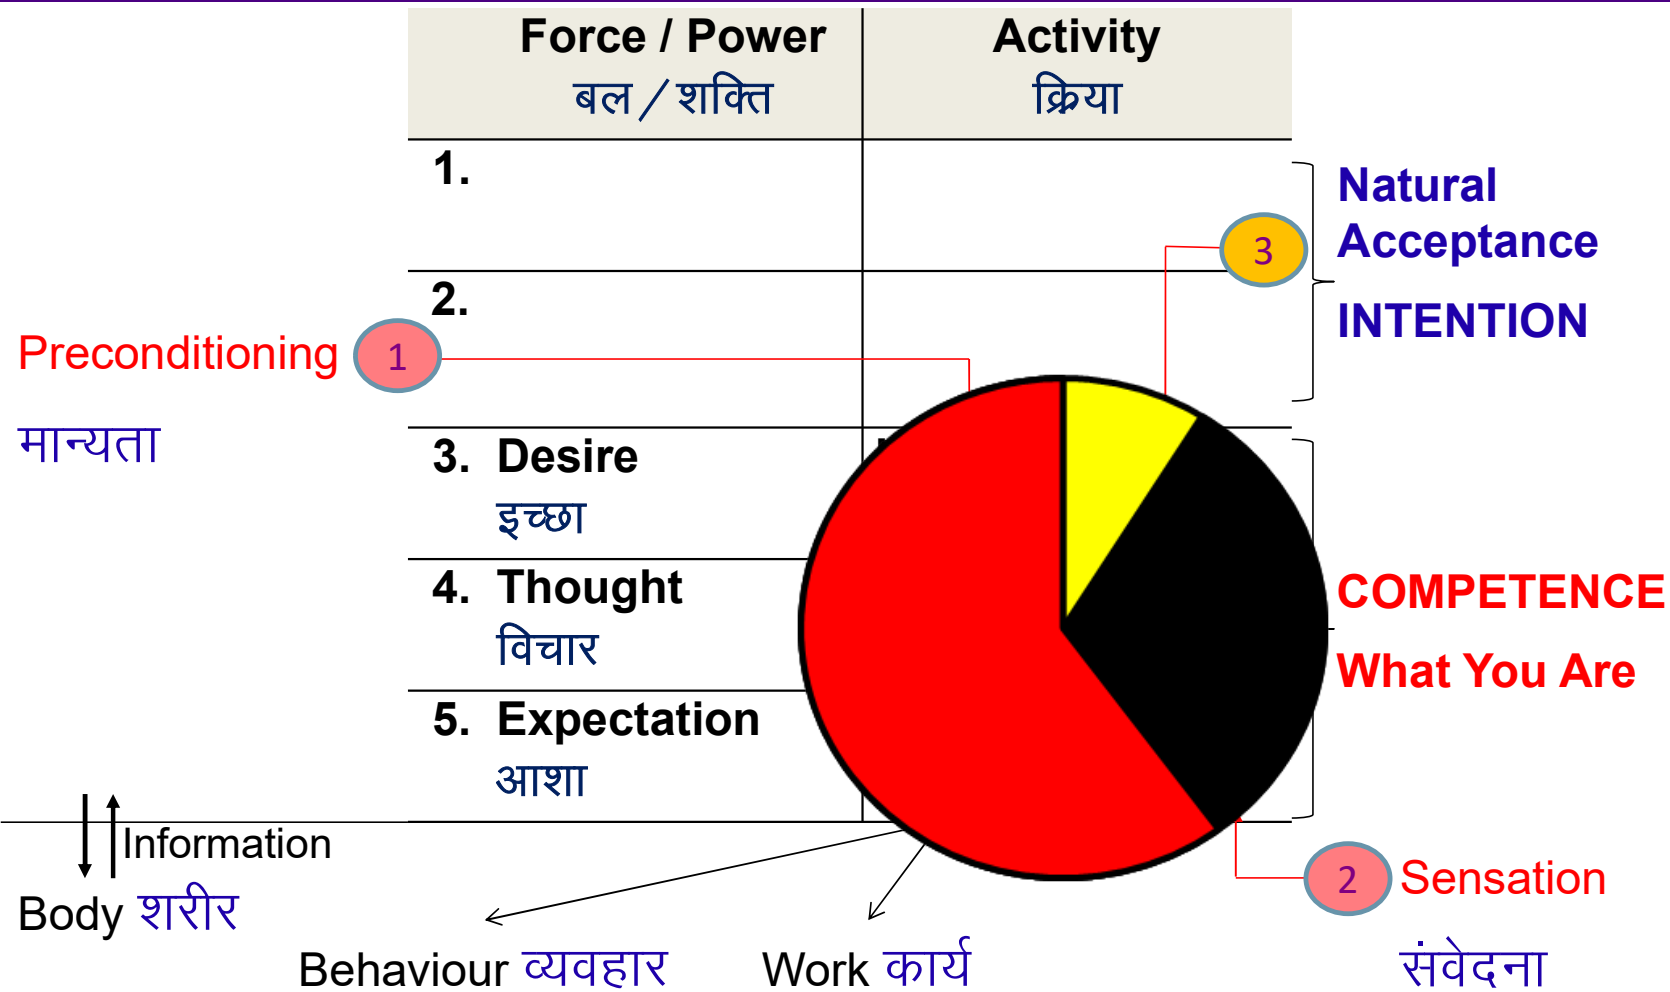 Force / Power
Activity
बल / शक्ति
क्रिया
1.
Natural
Acceptance
3
INTENTION
2.
Preconditioning
1
मान्यता
3. Desire
इच्छा
4. Thought
विचार
COMPETENCE
What You Are
5. Expectation
आशा
Information
Body शरीर
2
Sensation
Behaviour व्यवहार
Work कार्य
संवेदना